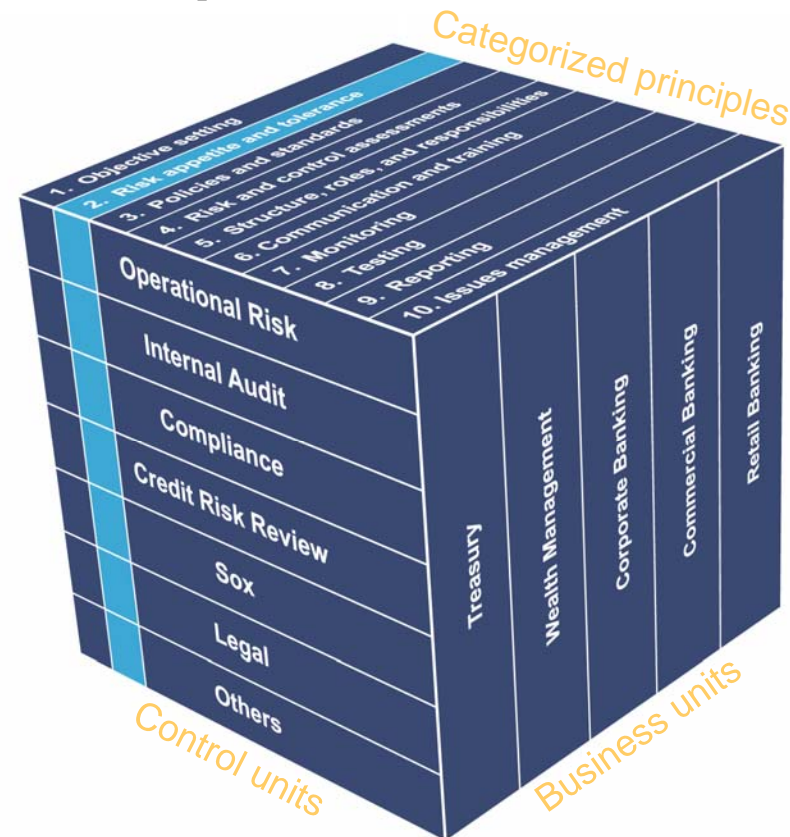 Categorized principles
1. Objective setting
2. Risk appetite and tolerance
3. Policies and standards
4. Risk and control assessments
5. Structure, roles, and responsibilities
6. Communication and training
7. Monitoring
8. Testing
9. Reporting
10. Issues management
Operational Risk
Internal Audit
Compliance
Credit Risk Review
Sox
Legal
Others
Treasury
Wealth Management
Corporate Banking
Commercial Banking
Retail Banking
Control units
Business units